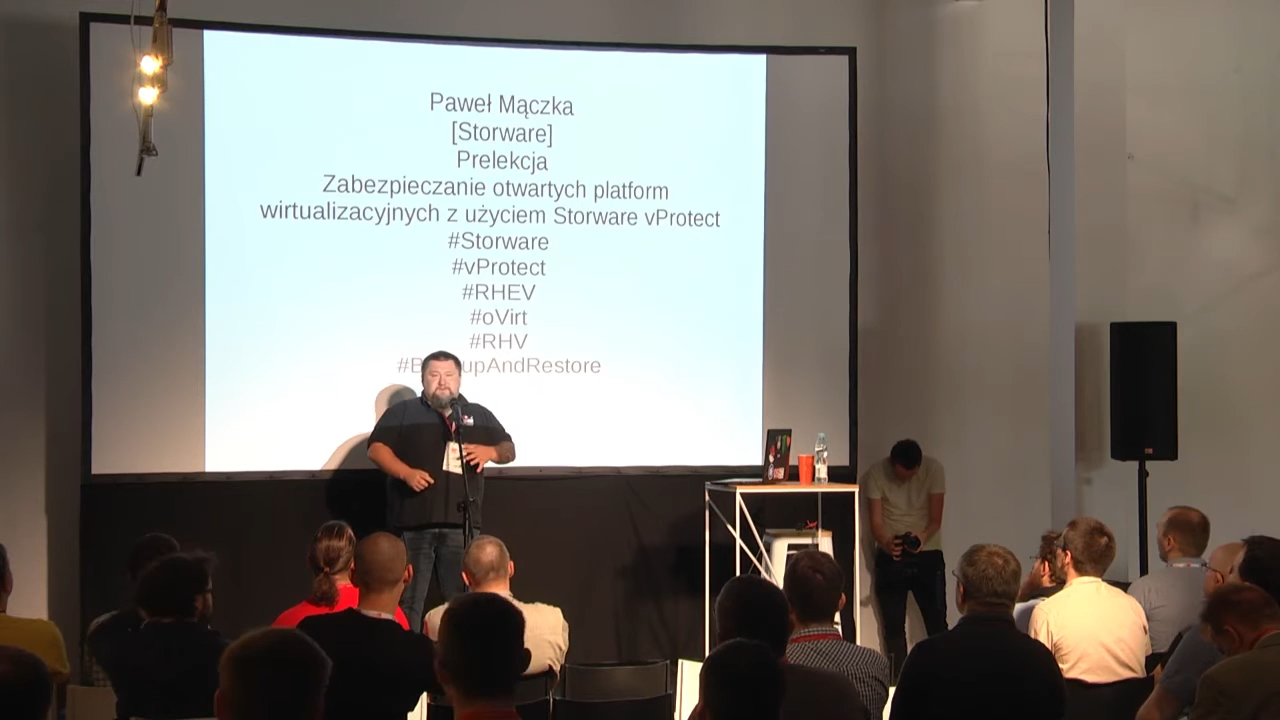 Paweł Mączka
[Storware]
Prelekcja
Zabezpieczanie otwartych platform
wirtualizacyjnych z użyciem Storware vProtect
#Storware
#vProtect
#RHEV
#oVirt
#RHV